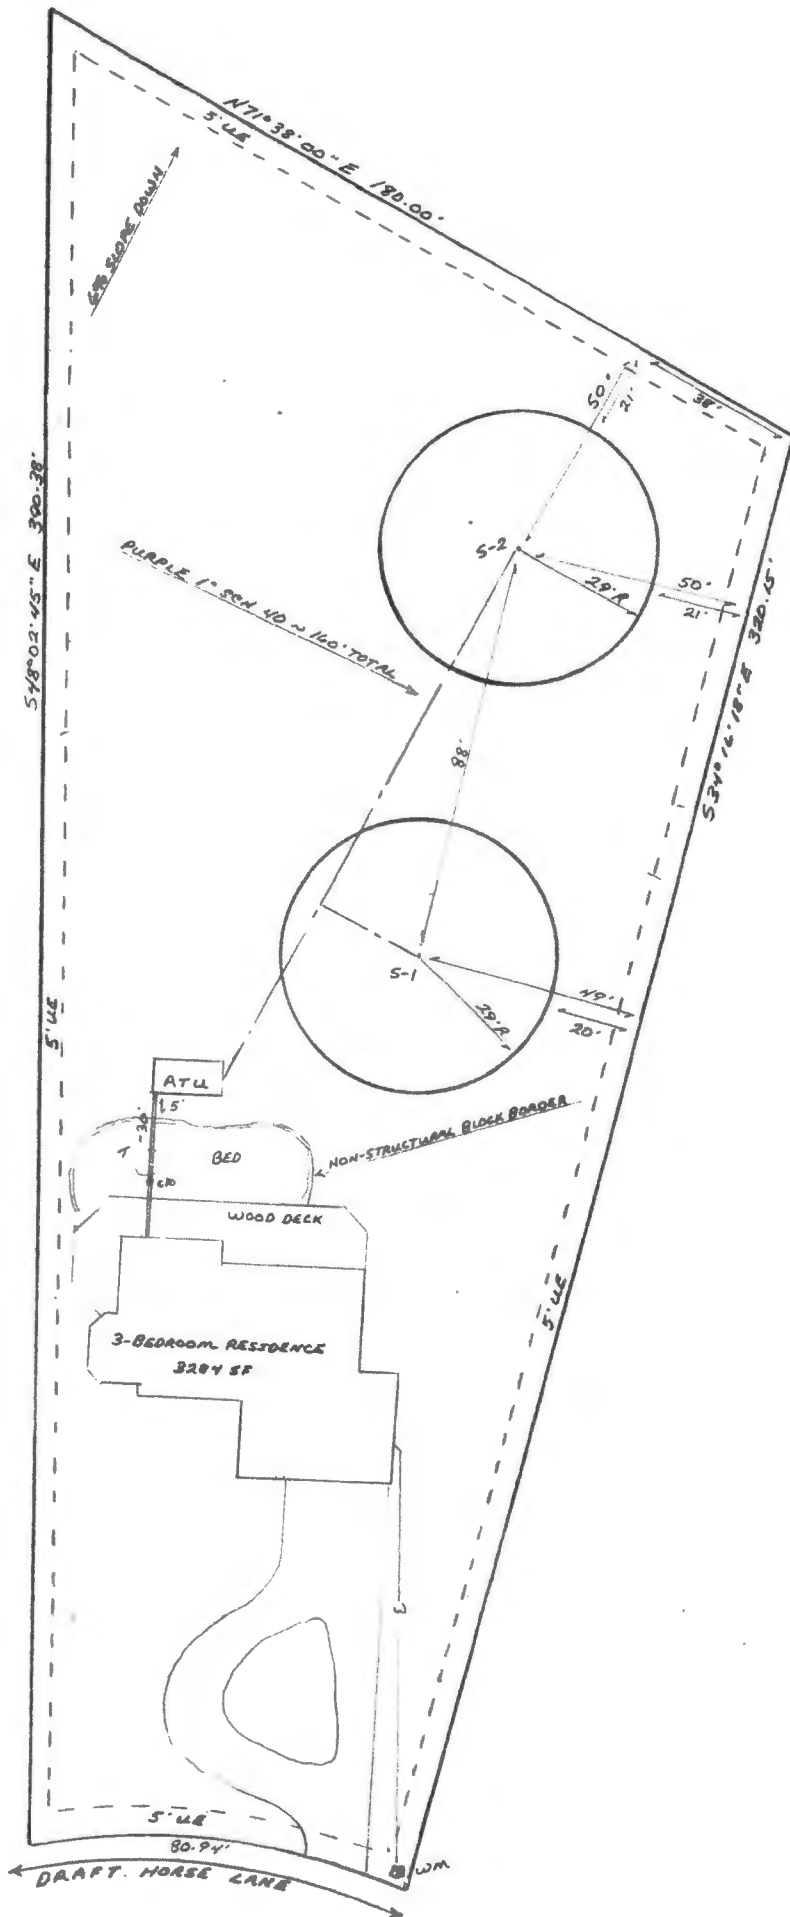 N71°38'00" E 180.00'
5' UE
6% SLOPE DOWN
50'
21'
38'
S-2
29'R
50'
21'
S48°02'45" E 390.38'
PURPLE 1" SCH 40 ~ 160' TOTAL
S34°16'18" E 320.15'
88'
S-1
29'R
49'
20'
5' UE
ATU
5'
30'
T
BED
C/O
NON-STRUCTURAL BLOCK BORDER
WOOD DECK
5' UE
3-BEDROOM RESIDENCE
3284 SF
W
5' UE
80.94'
WM
DRAFT HORSE LANE